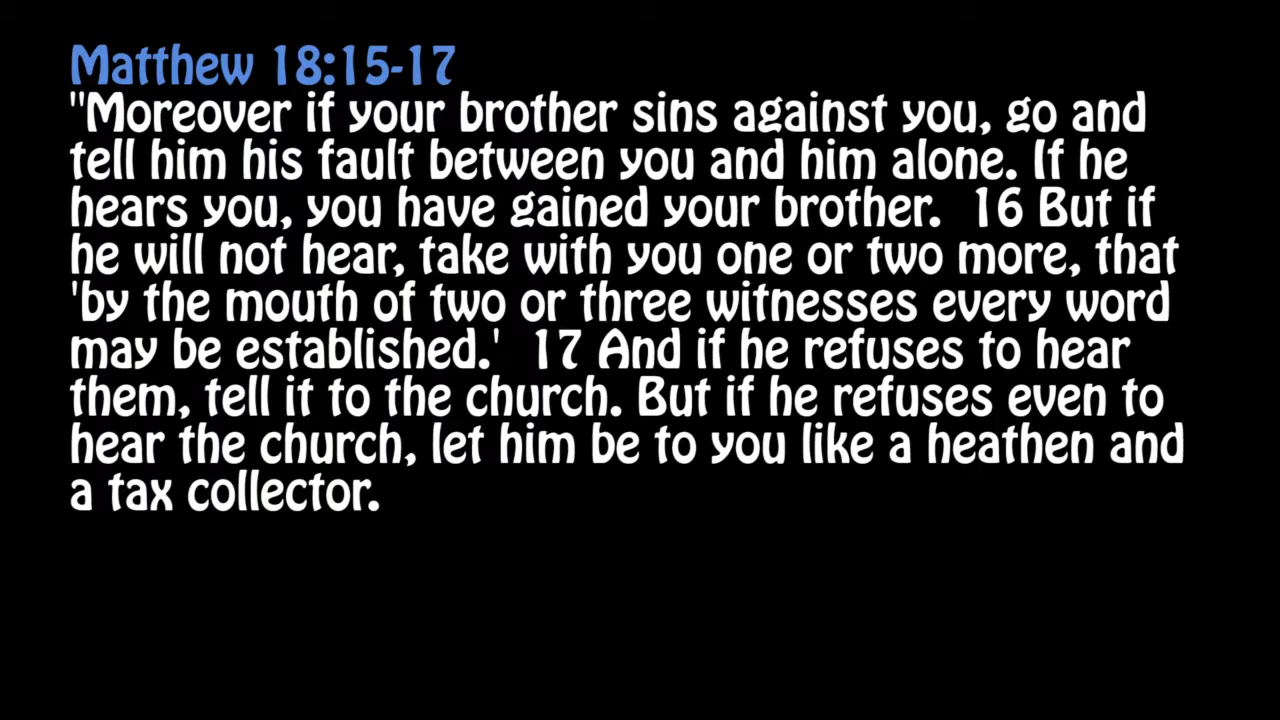 Matthew 18:15-17
"Moreover if your brother sins against you, go and
tell him his fault between you and him alone. If he
hears you, you have gained your brother.  16 But if
he will not hear, take with you one or two more, that
'by the mouth of two or three witnesses every word
may be established.'  17 And if he refuses to hear
them, tell it to the church. But if he refuses even to
hear the church, let him be to you like a heathen and
a tax collector.